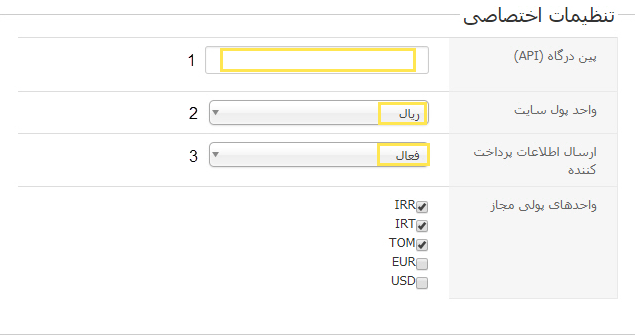 تنظیمات اختصاصی
پین درگاه (API)
1
واحد پول سایت
ریال
2
ارسال اطلاعات پرداخت
کننده
فعال
3
واحدهای پولی مجاز
IRR
IRT
TOM
EUR
USD